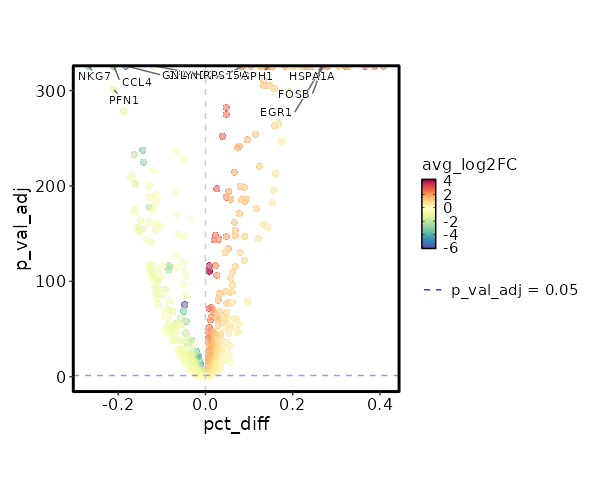 NKG7
CCL4
HSPA1A
PFN1
FOSB
EGR1
300
200
100
0
p_val_adj
-0.2
0.0
0.2
0.4
pct_diff
avg_log2FC
4
2
0
-2
-4
-6
p_val_adj = 0.05